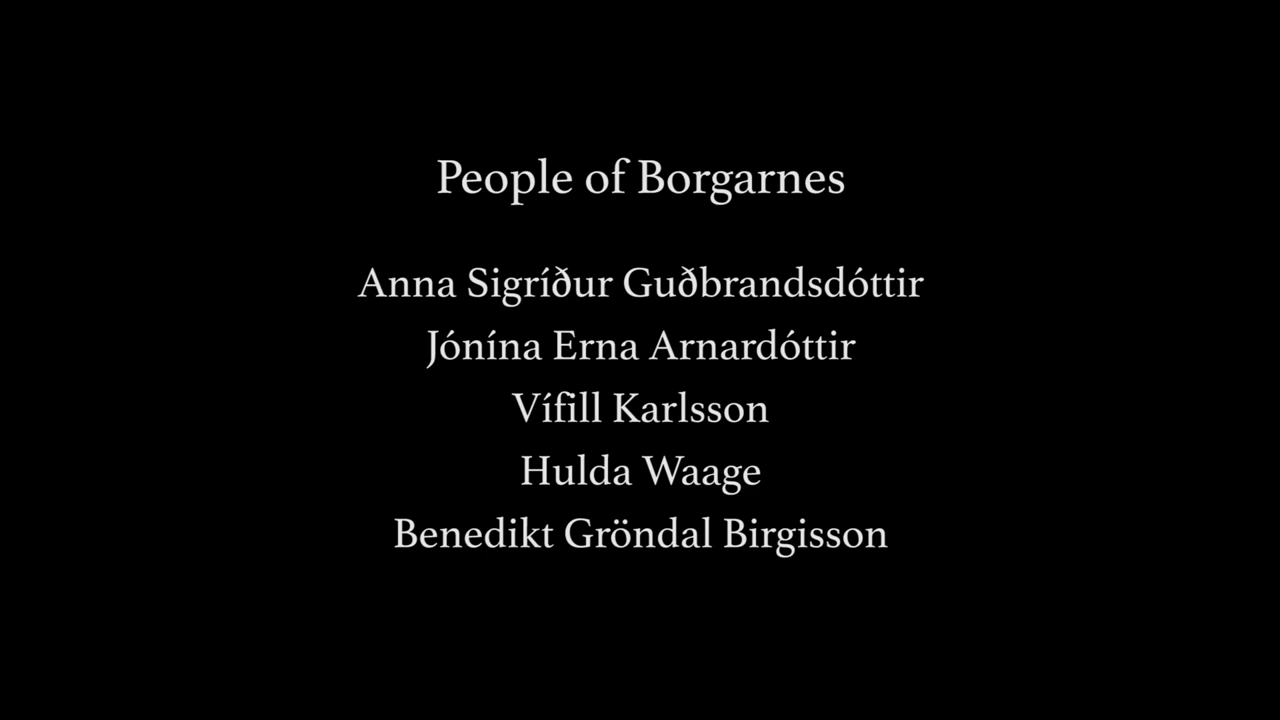 People of Borgarnes
Anna Sigríður Guðbrandsdóttir
Jónína Erna Arnardóttir
Vífill Karlsson
Hulda Waage
Benedikt Gröndal Birgisson